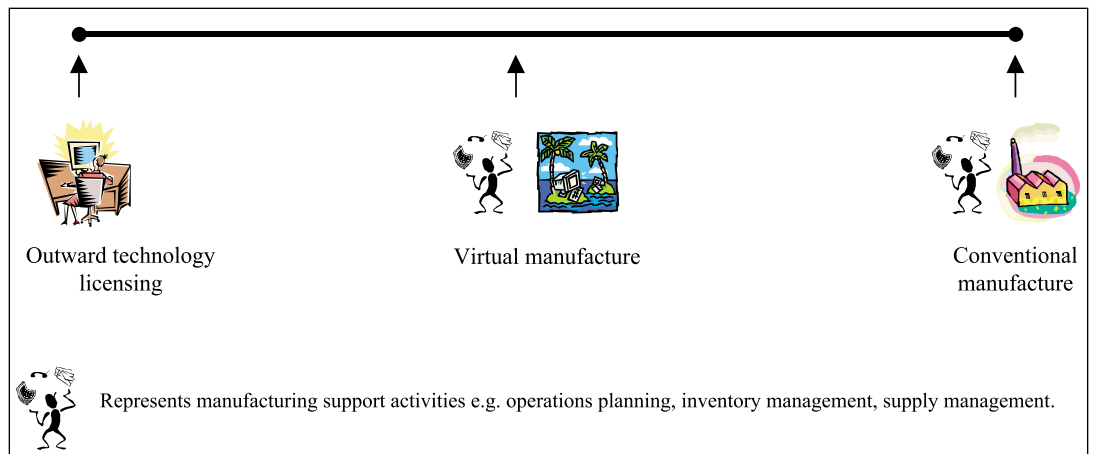 Outward technology
licensing
Virtual manufacture
Conventional
manufacture
Represents manufacturing support activities e.g. operations planning, inventory management, supply management.